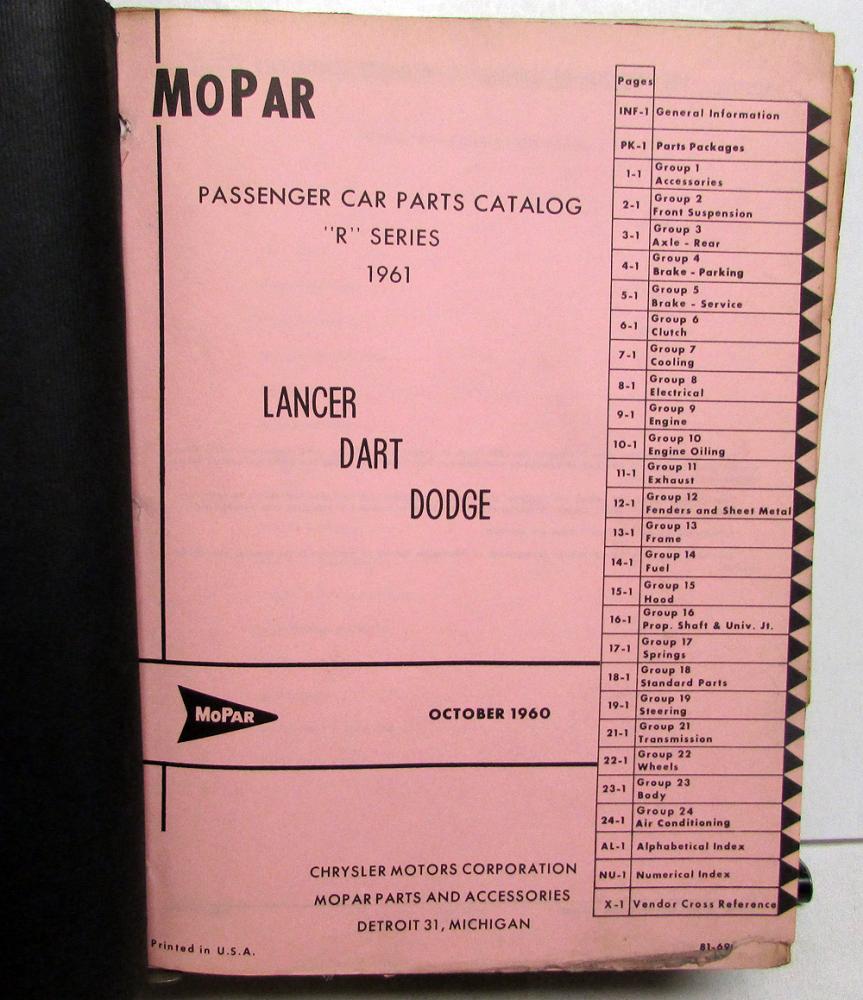 MOPAR
PASSENGER CAR PARTS CATALOG
"R" SERIES
1961
LANCER
DART
DODGE
MOPAR
OCTOBER 1960
CHRYSLER MOTORS CORPORATION
MOPAR PARTS AND ACCESSORIES
DETROIT 31, MICHIGAN
Printed in U.S.A.
Pages
INF-1 General Information
PK-1 Parts Packages
1-1 Group 1
Accessories
2-1 Group 2
Front Suspension
3-1 Group 3
Axle - Rear
4-1 Group 4
Brake - Parking
5-1 Group 5
Brake - Service
6-1 Group 6
Clutch
7-1 Group 7
Cooling
8-1 Group 8
Electrical
9-1 Group 9
Engine
10-1 Group 10
Engine Oiling
11-1 Group 11
Exhaust
12-1 Group 12
Fenders and Sheet Metal
13-1 Group 13
Frame
14-1 Group 14
Fuel
15-1 Group 15
Hood
16-1 Group 16
Prop. Shaft & Univ. Jt.
17-1 Group 17
Springs
18-1 Group 18
Standard Parts
19-1 Group 19
Steering
21-1 Group 21
Transmission
22-1 Group 22
Wheels
23-1 Group 23
Body
24-1 Group 24
Air Conditioning
AL-1 Alphabetical Index
NU-1 Numerical Index
X-1 Vendor Cross Reference